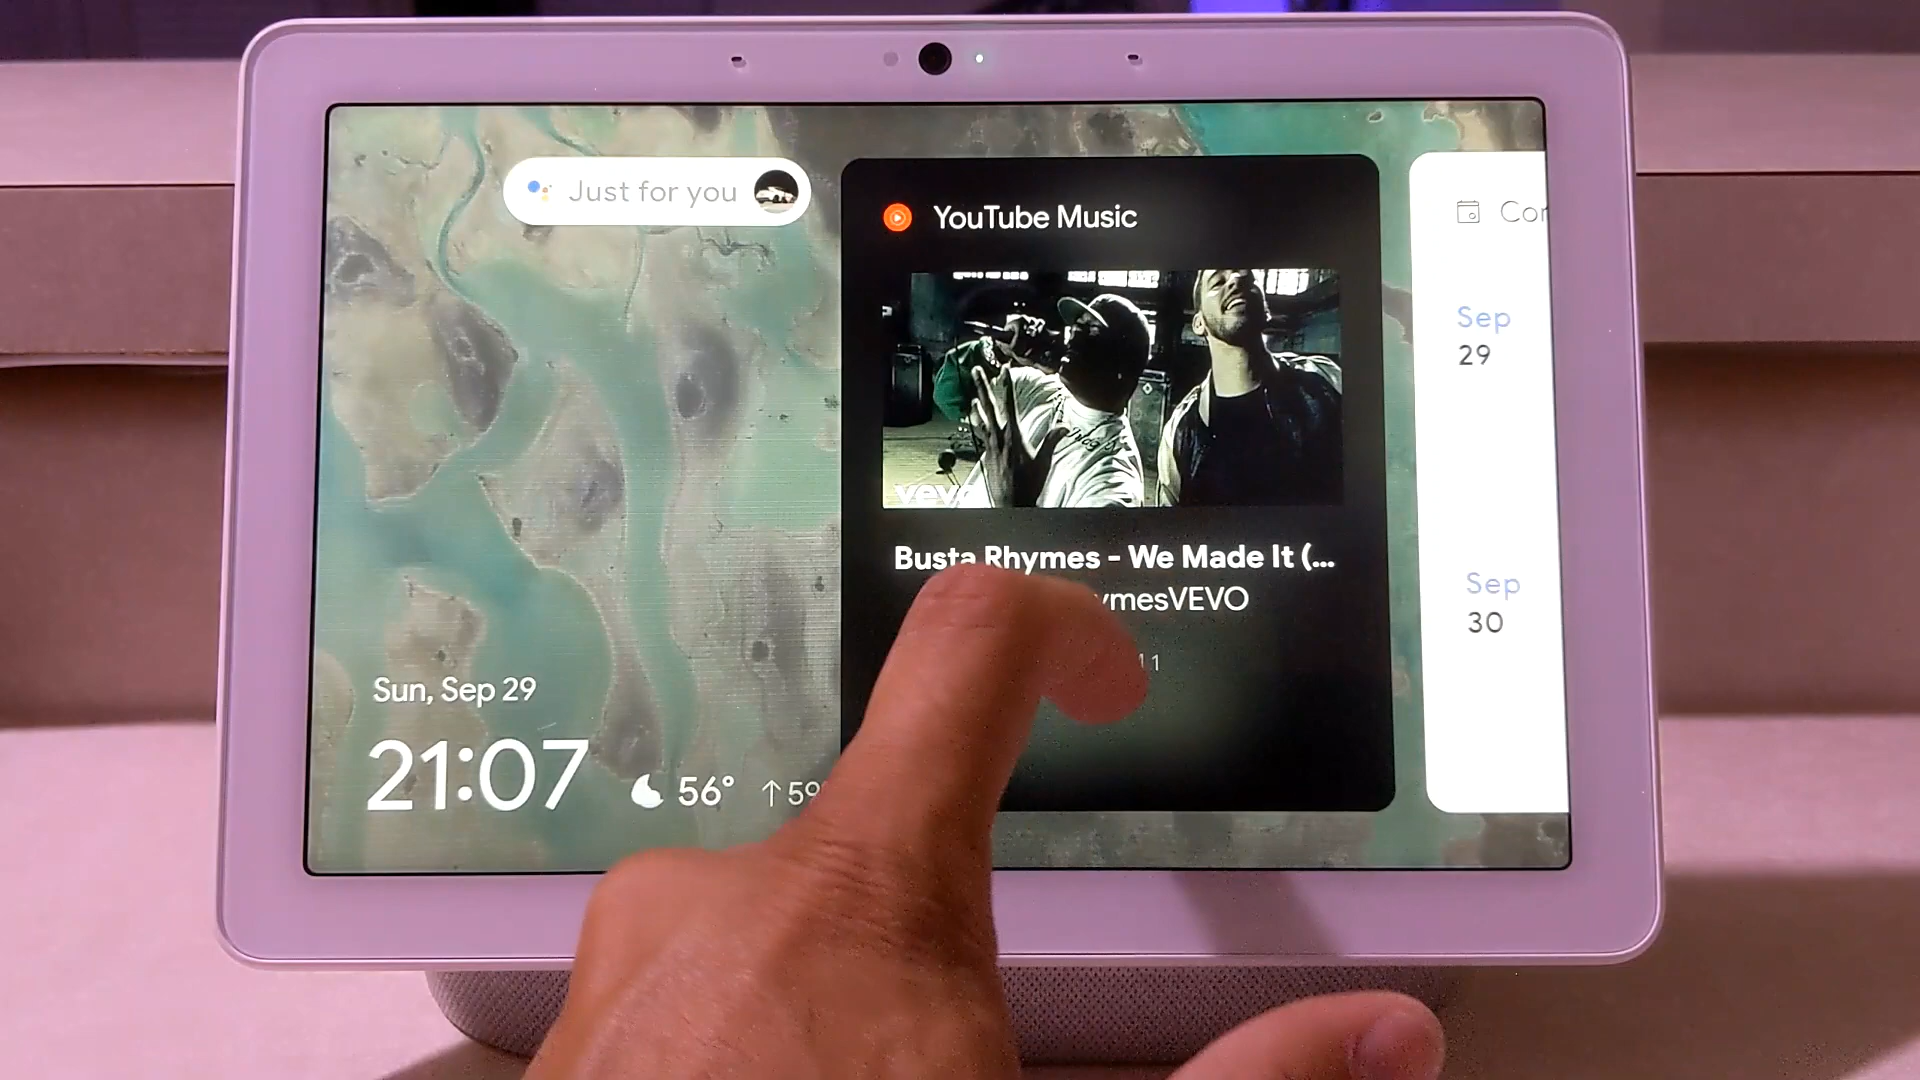 Just for you
YouTube Music
vevo
Busta Rhymes - We Made It (...
ymesVEVO
Sep
29
Sep
30
Sun, Sep 29
21:07
56° ↑59